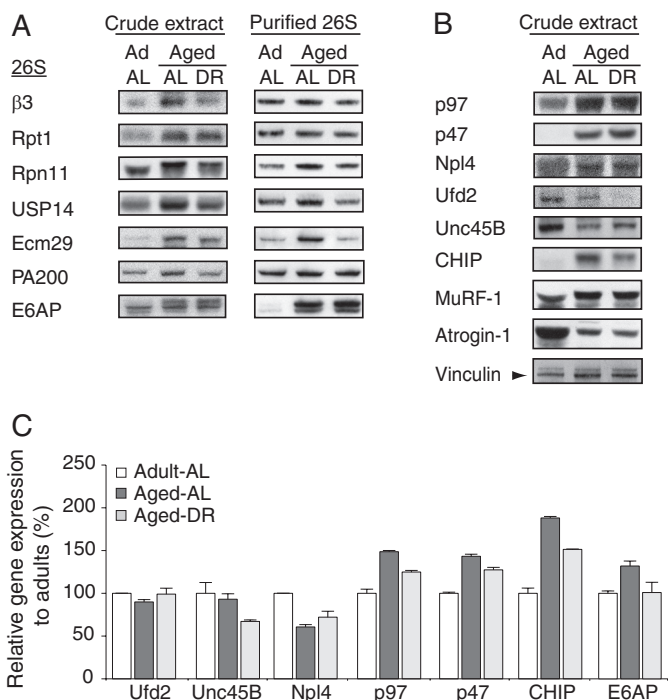 A
Crude extract
Purified 26S
Ad
Aged
Ad
Aged
26S
AL
AL
DR
AL
AL
DR
β3
Rpt1
Rpn11
USP14
Ecm29
PA200
E6AP
B
Crude extract
Ad
Aged
AL
AL
DR
p97
p47
Npl4
Ufd2
Unc45B
CHIP
MuRF-1
Atrogin-1
Vinculin
C
Relative gene expression
to adults (%)
250
200
150
100
50
0
Adult-AL
Aged-AL
Aged-DR
Ufd2
Unc45B
Npl4
p97
p47
CHIP
E6AP